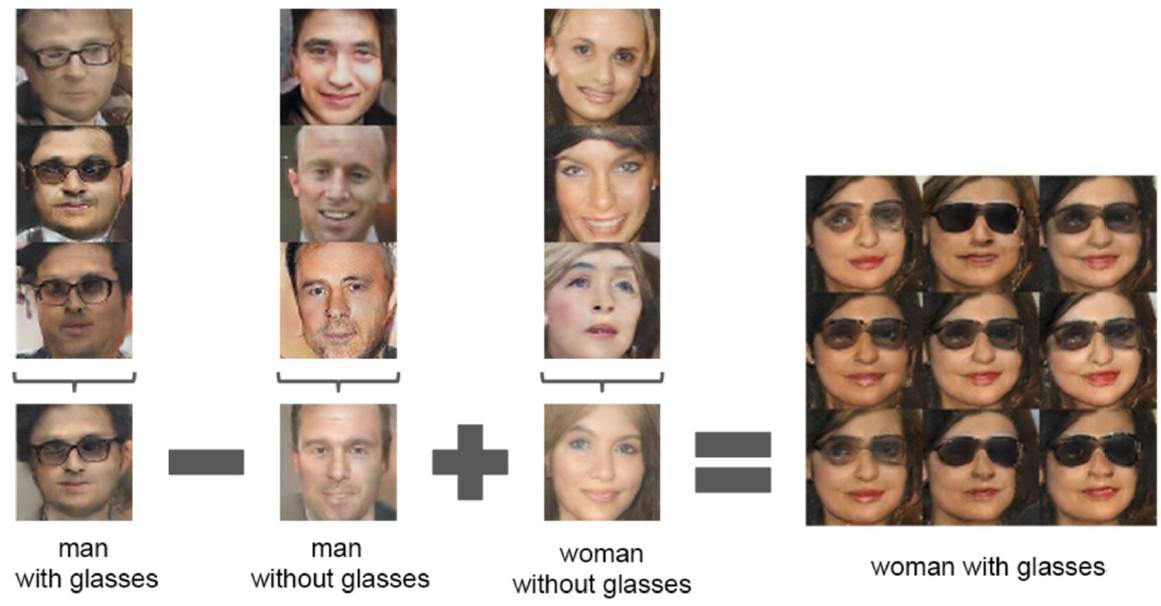 man
with glasses
man
without glasses
woman
without glasses
woman with glasses